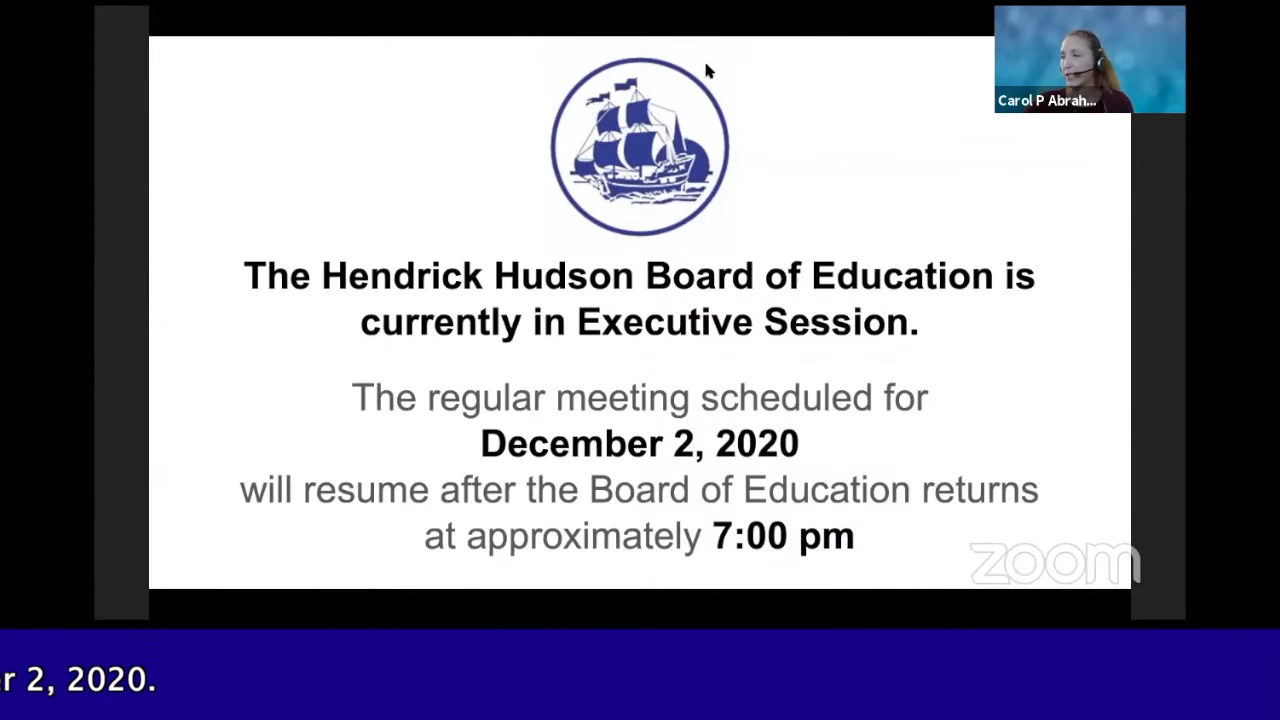 Carol P Abrah...
The Hendrick Hudson Board of Education is
currently in Executive Session.
The regular meeting scheduled for
December 2, 2020
will resume after the Board of Education returns
at approximately 7:00 pm
zoom
r 2, 2020.